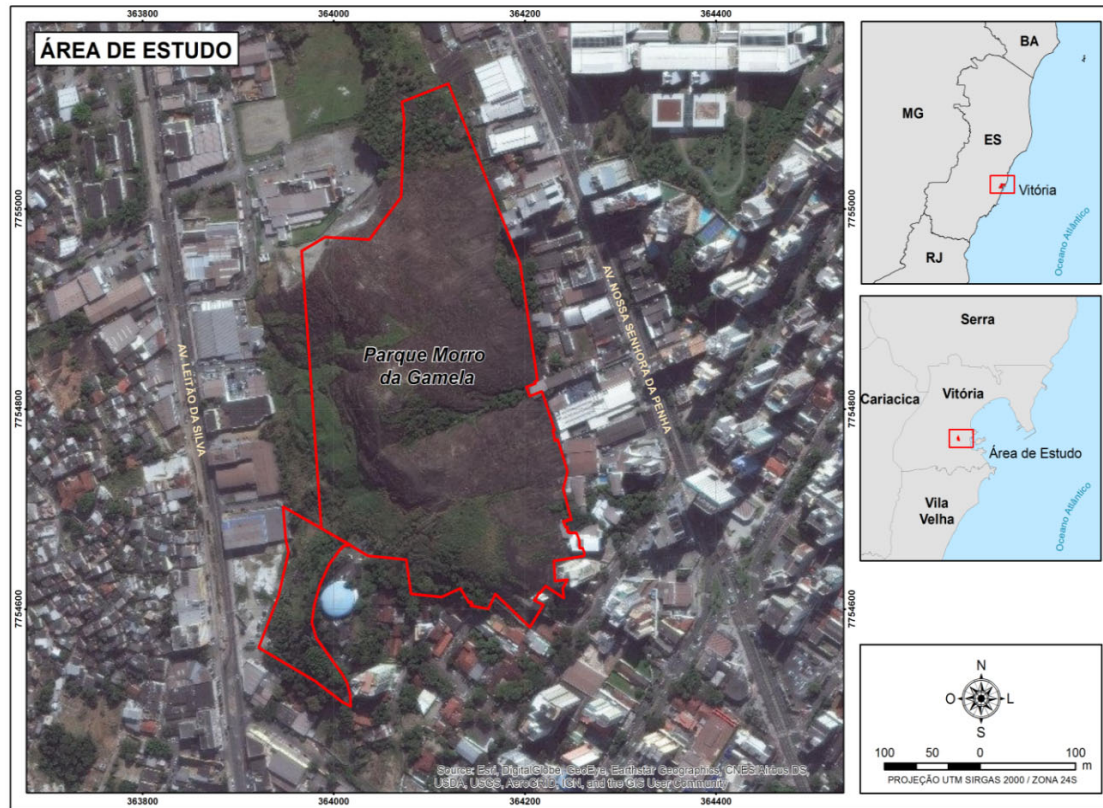 363800 364000 364200 364400
ÁREA DE ESTUDO
7755000
7754800
7754600
AV. LEITÃO DA SILVA
Parque Morro
da Gamela
AV. NOSSA SENHORA DA PENHA
7755000
7754800
7754600
Source: Esri, DigitalGlobe, GeoEye, Earthstar Geographics, CNES/Airbus DS,
USDA, USGS, AeroGRID, IGN, and the GIS User Community
363800 364000 364200 364400
BA
MG
ES
Vitória
RJ
Oceano Atlântico
Serra
Vitória
Cariacica
Área de Estudo
Vila
Velha
Oceano Atlântico
N
O L
S
100 50 0 100
m
PROJEÇÃO UTM SIRGAS 2000 / ZONA 24S